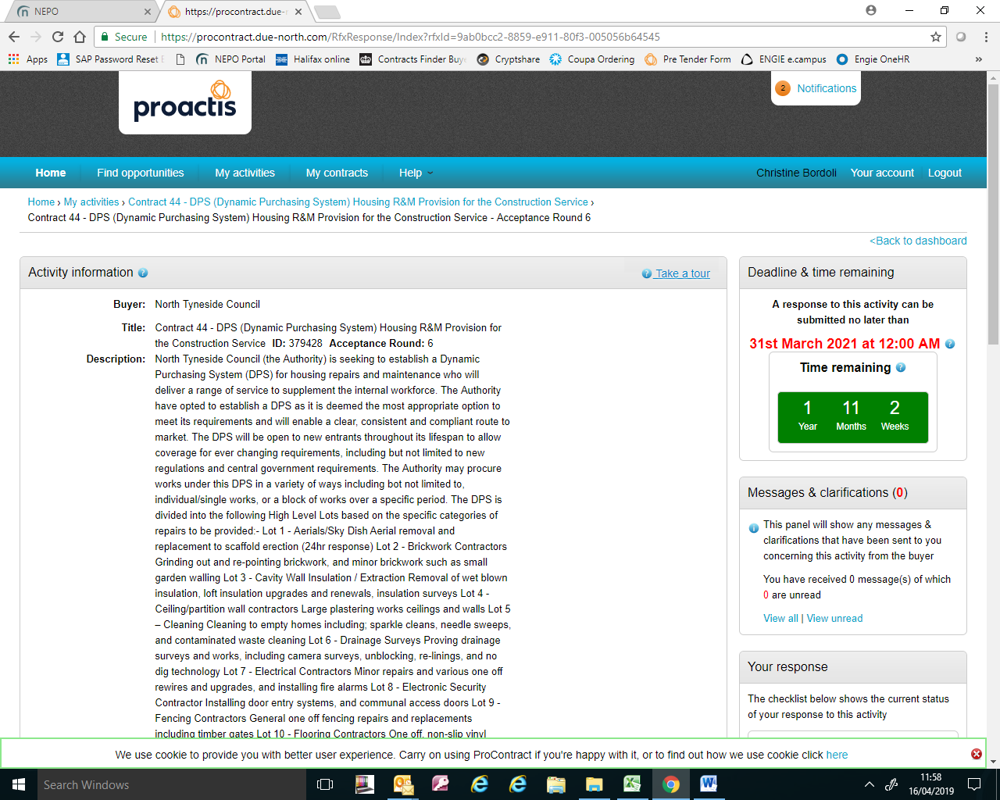 NEPO
https://procontract.due-n
Secure
https://procontract.due-north.com/RfxResponse/Index?rfxId=9ab0bcc2-8859-e911-80f3-005056b64545
Apps
SAP Password Reset
NEPO Portal
Halifax online
Contracts Finder Buye
Cryptshare
Coupa Ordering
Pre Tender Form
ENGIE e.campus
Engie OneHR
»
proactis
2 Notifications
Home
Find opportunities
My activities
My contracts
Help
Christine Bordoli
Your account
Logout
Home › My activities › Contract 44 - DPS (Dynamic Purchasing System) Housing R&M Provision for the Construction Service ›
Contract 44 - DPS (Dynamic Purchasing System) Housing R&M Provision for the Construction Service - Acceptance Round 6
<Back to dashboard
Activity information
Take a tour
Buyer: North Tyneside Council
Title: Contract 44 - DPS (Dynamic Purchasing System) Housing R&M Provision for
the Construction Service ID: 379428 Acceptance Round: 6
Description: North Tyneside Council (the Authority) is seeking to establish a Dynamic
Purchasing System (DPS) for housing repairs and maintenance who will
deliver a range of service to supplement the internal workforce. The Authority
have opted to establish a DPS as it is deemed the most appropriate option to
meet its requirements and will enable a clear, consistent and compliant route to
market. The DPS will be open to new entrants throughout its lifespan to allow
coverage for ever changing requirements, including but not limited to new
regulations and central government requirements. The Authority may procure
works under this DPS in a variety of ways including bot not limited to,
individual/single works, or a block of works over a specific period. The DPS is
divided into the following High Level Lots based on the specific categories of
repairs to be provided:- Lot 1 - Aerials/Sky Dish Aerial removal and
replacement to scaffold erection (24hr response) Lot 2 - Brickwork Contractors
Grinding out and re-pointing brickwork, and minor brickwork such as small
garden walling Lot 3 - Cavity Wall Insulation / Extraction Removal of wet blown
insulation, loft insulation upgrades and renewals, insulation surveys Lot 4 -
Ceiling/partition wall contractors Large plastering works ceilings and walls Lot 5
– Cleaning Cleaning to empty homes including; sparkle cleans, needle sweeps,
and contaminated waste cleaning Lot 6 - Drainage Surveys Proving drainage
surveys and works, including camera surveys, unblocking, re-linings, and no
dig technology Lot 7 - Electrical Contractors Minor repairs and various one off
rewires and upgrades, and installing fire alarms Lot 8 - Electronic Security
Contractor Installing door entry systems, and communal access doors Lot 9 -
Fencing Contractors General one off fencing repairs and replacements
including timber gates Lot 10 - Flooring Contractors One off, non-slip vinyl
Deadline & time remaining
A response to this activity can be
submitted no later than
31st March 2021 at 12:00 AM
Time remaining
1 11 2
Year Months Weeks
Messages & clarifications (0)
This panel will show any messages &
clarifications that have been sent to you
concerning this activity from the buyer
You have received 0 message(s) of which
0 are unread
View all | View unread
Your response
The checklist below shows the current status
of your response to this activity
We use cookie to provide you with better user experience. Carry on using ProContract if you're happy with it, or to find out how we use cookie click here
Search Windows
11:58
16/04/2019